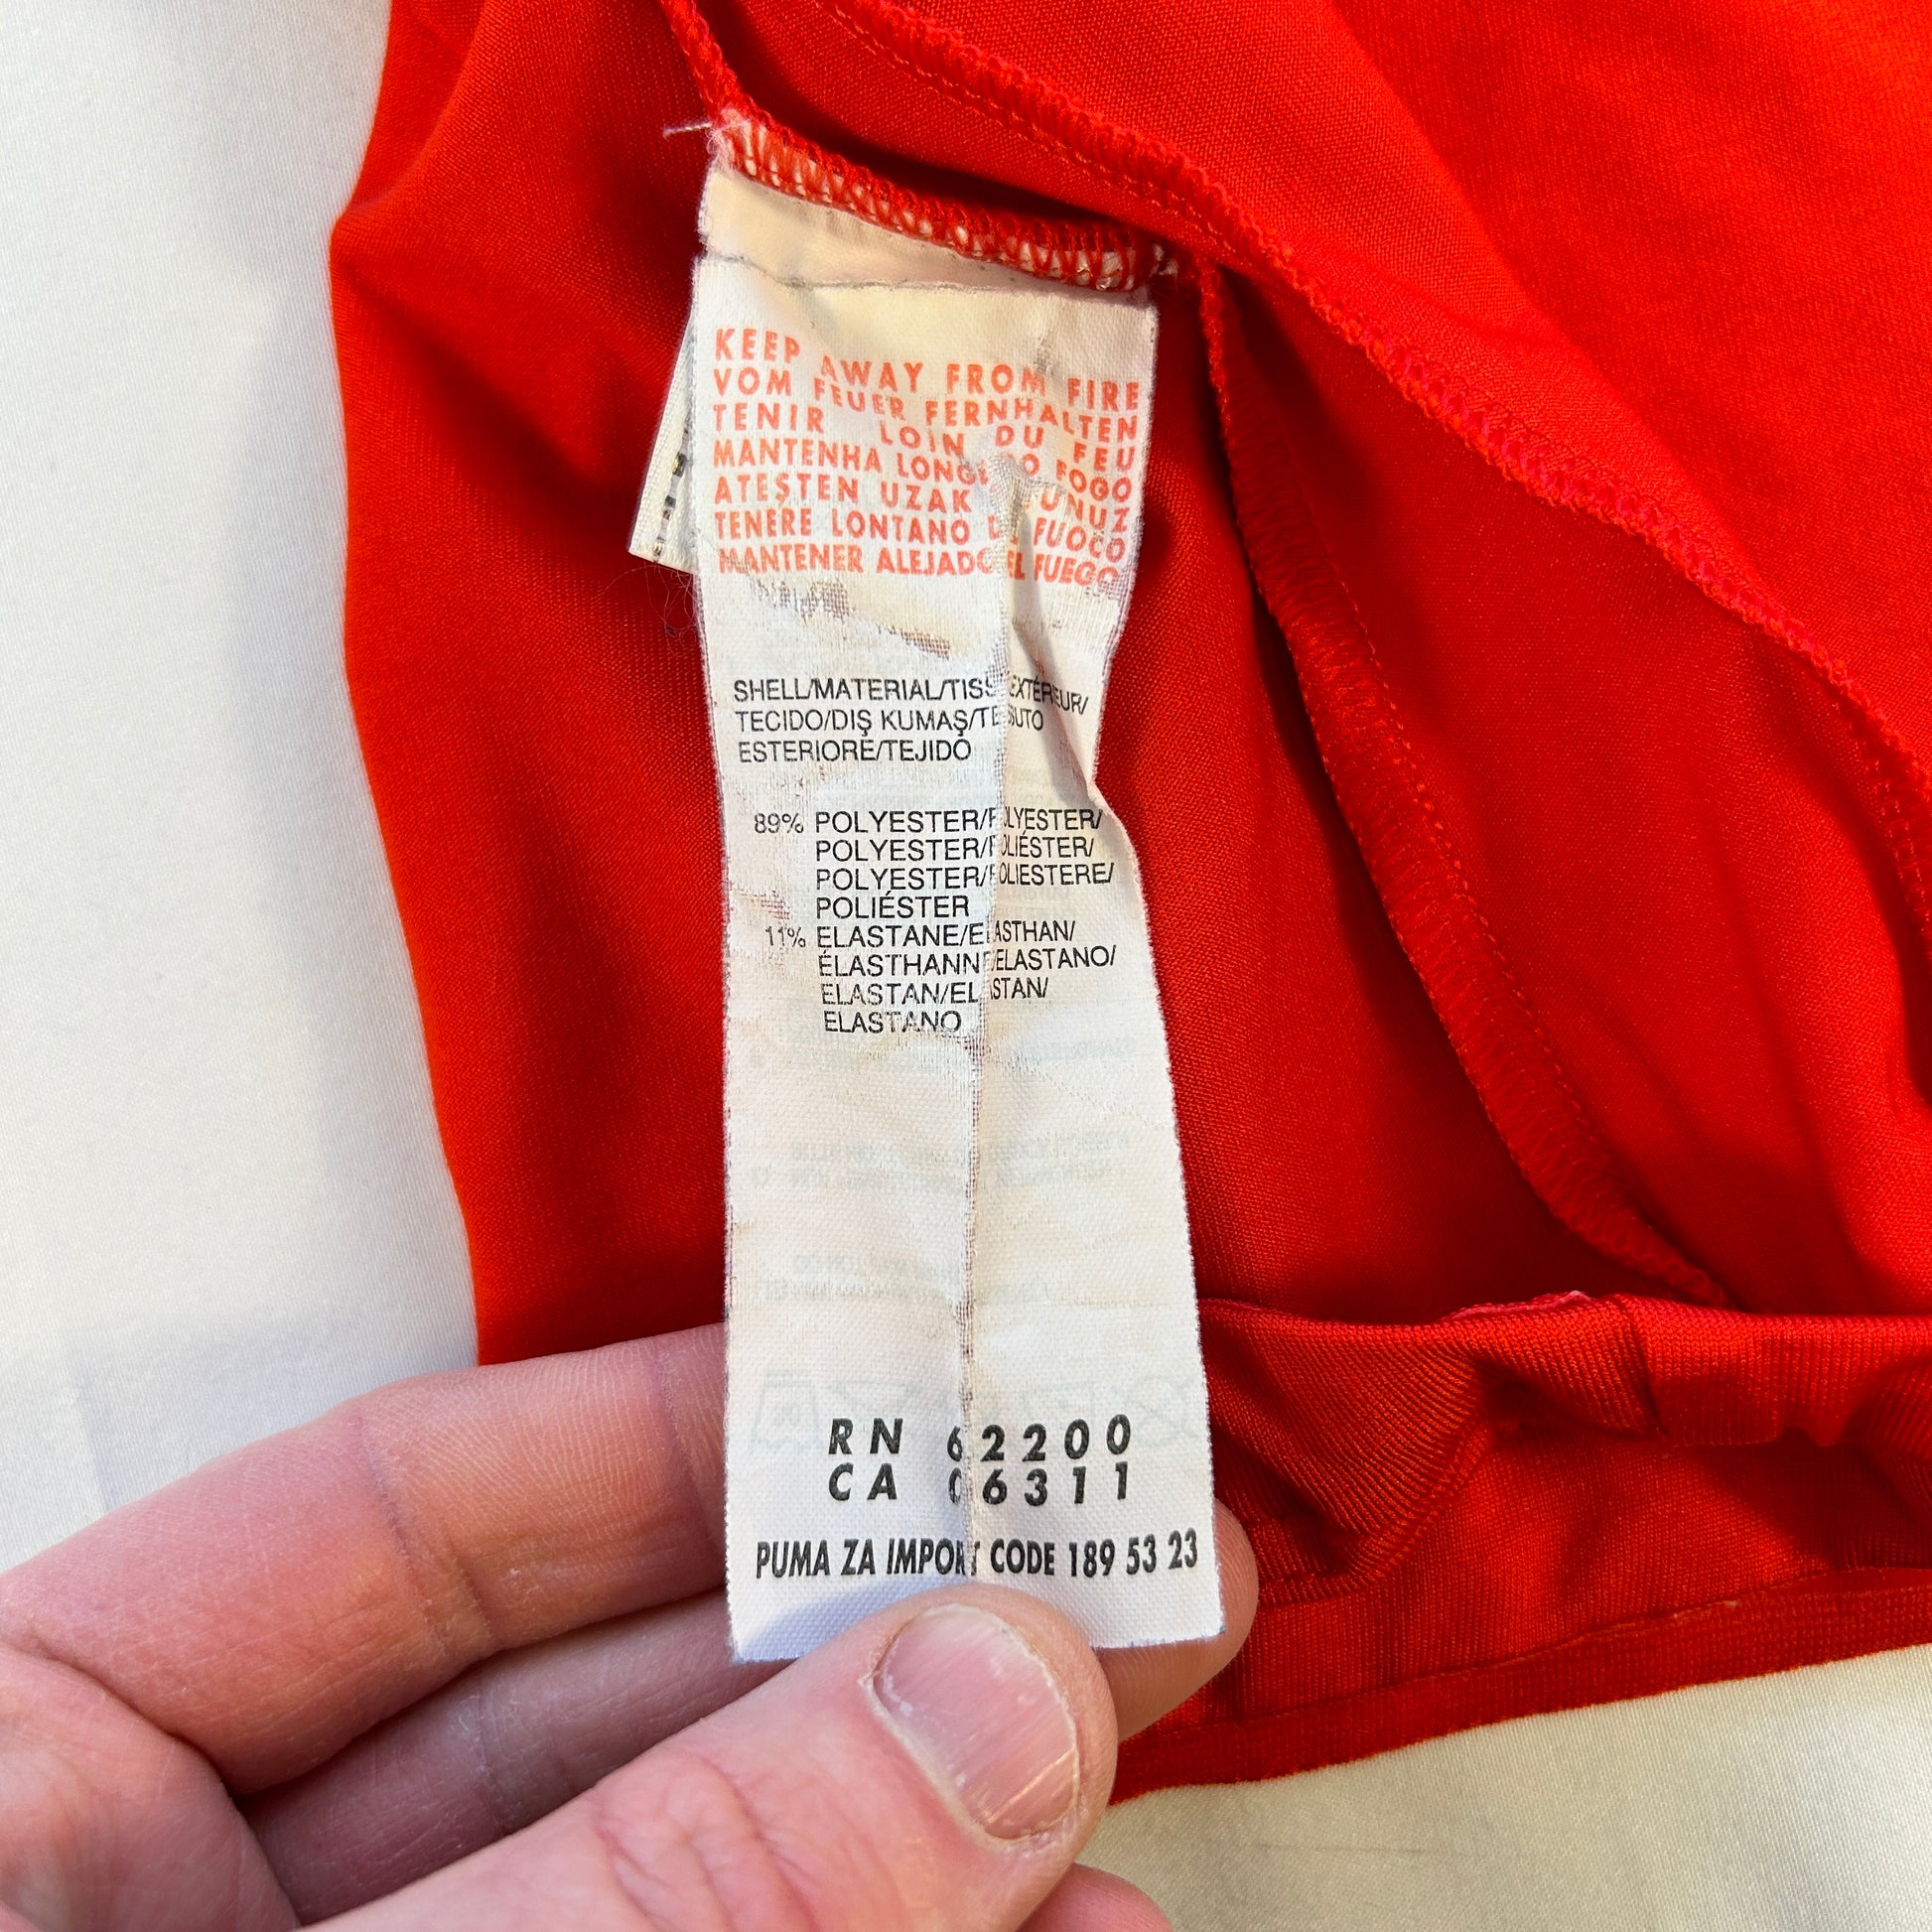 KEEP AWAY FROM FIRE
VOM FEUER FERNHALTEN
TENIR LOIN DU FEU
MANTENHA LONGE DO FOGO
ATEŞTEN UZAK TUNUZ
TENERE LONTANO DL FUOCO
MANTENER ALEJADO EL FUEGO
SHELL/MATERIAL/TISSU EXTÉRIEUR/
TECIDO/DIŞ KUMAŞ/TESSUTO
ESTERIORE/TEJIDO
89% POLYESTER/POLYESTER/
POLYESTER/POLIÉSTER/
POLYESTER/POLIESTERE/
POLIÉSTER
11% ELASTANE/ELASTHAN/
ÉLASTHANNE/ELASTANO/
ELASTAN/ELASTAN/
ELASTANO
RN 62200
CA 06311
PUMA ZA IMPORT CODE 189 53 23